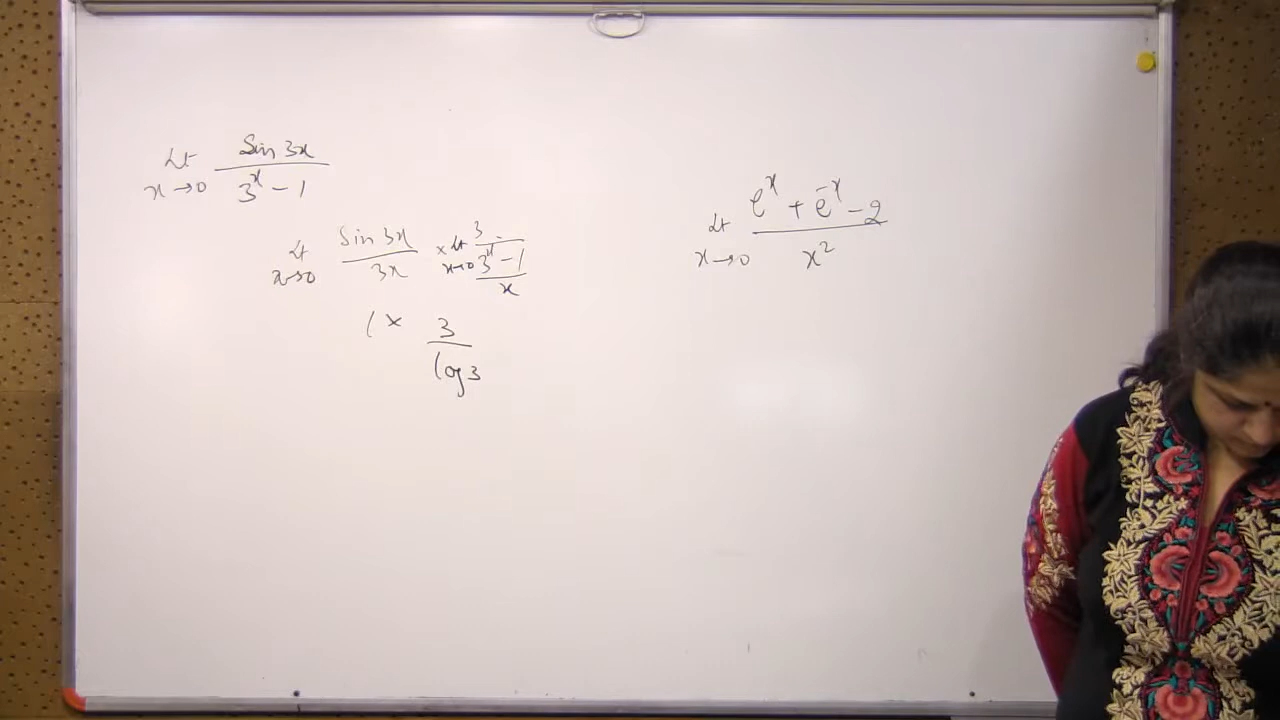 Lt x→0 Sin 3x / 3^x - 1
Lt x→0 Sin 3x / 3x × Lt x→0 3 / ((3^x - 1) / x)
1 × 3 / log 3
Lt x→0 e^x + e^-x - 2 / x^2